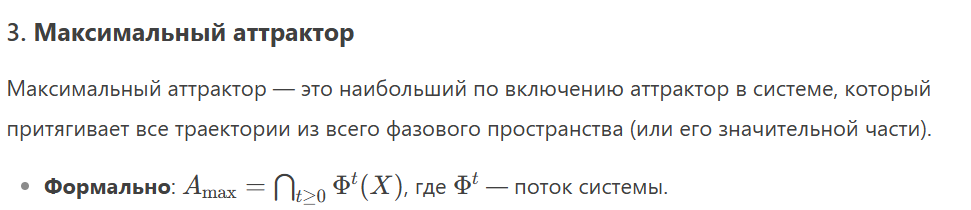 3. Максимальный аттрактор
Максимальный аттрактор — это наибольший по включению аттрактор в системе, который
притягивает все траектории из всего фазового пространства (или его значительной части).
• Формально: $A_{\max} = \bigcap_{t \geq 0} \Phi^t(X)$, где $\Phi^t$ — поток системы.